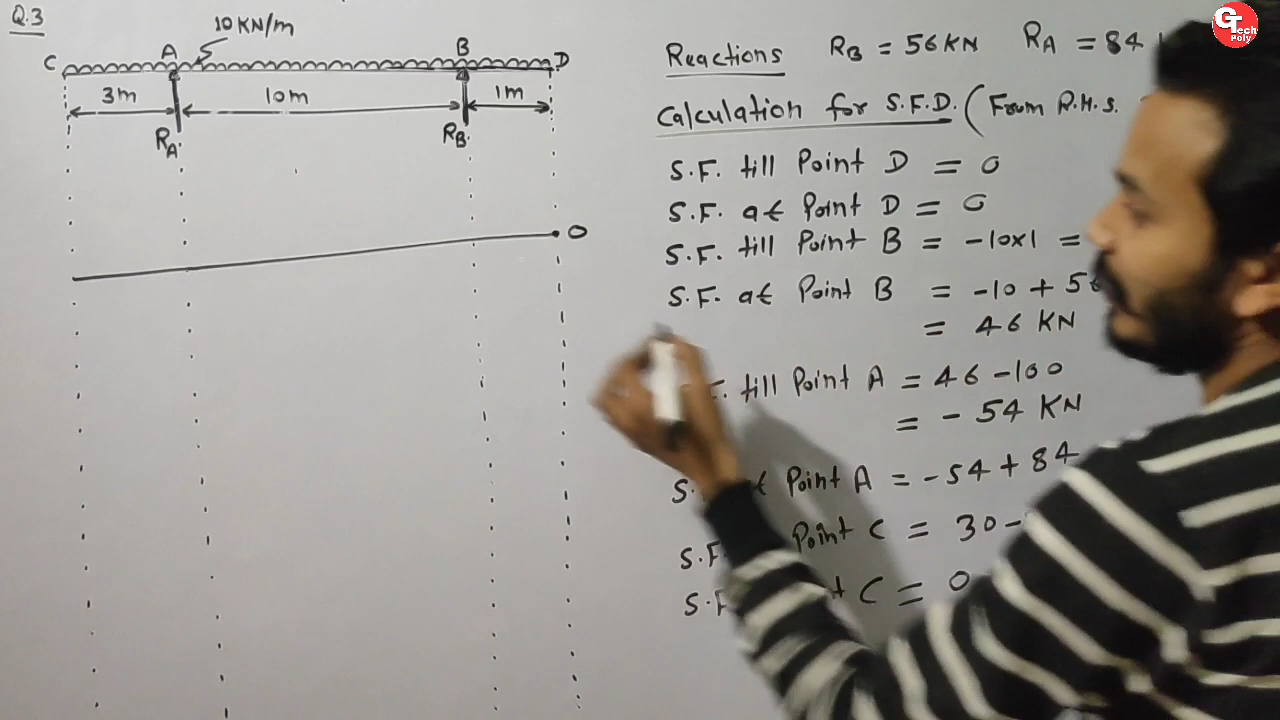 Q.3
10 KN/m
C A B D
3m 10m 1m
RA. RB.
0
Reactions RB = 56 KN RA = 84
Calculation for S.F.D. (From R.H.S.
S.F. till Point D = 0
S.F. at Point D = 0
S.F. till Point B = -10x1 =
S.F. at Point B = -10 + 56
= 46 KN
till Point A = 46 - 100
= - 54 KN
S. Point A = - 54 + 84
S.F. Point C = 30 -
S.F C = 0
G Tech Poly